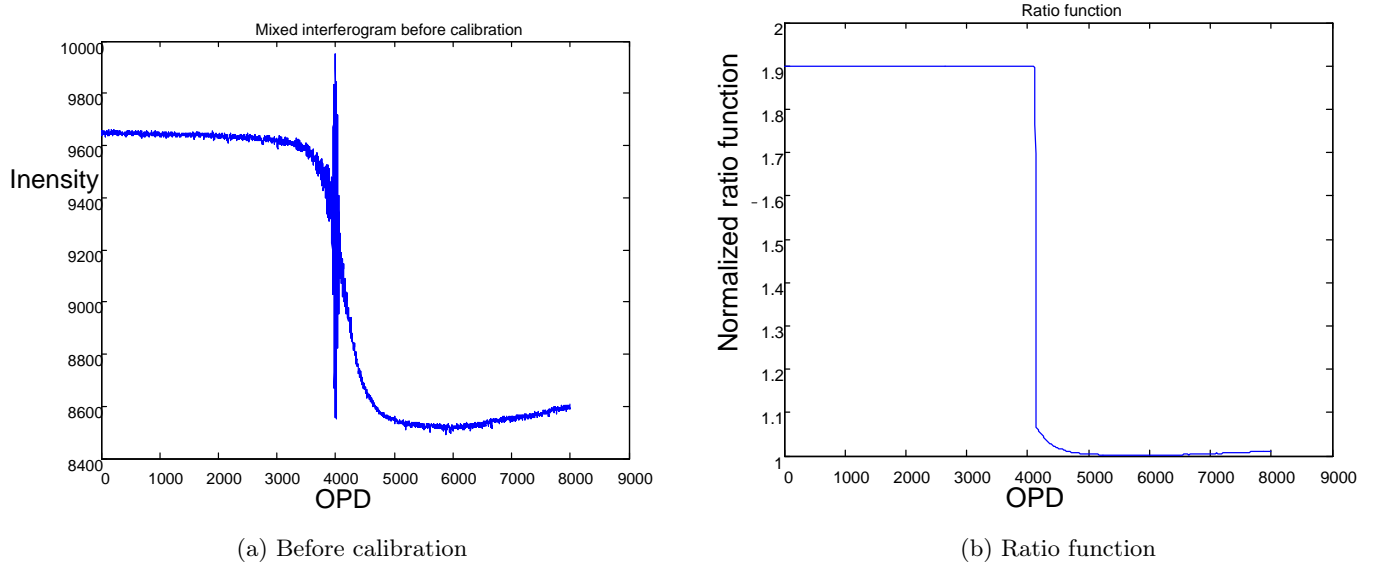 Mixed interferogram before calibration
10000
9800
9600
Inensity
9400
9200
9000
8800
8600
8400
0 1000 2000 3000 4000 5000 6000 7000 8000 9000
OPD
(a) Before calibration
Ratio function
2
1.9
1.8
1.7
1.6
1.5
1.4
1.3
1.2
1.1
1
Normalized ratio function
0 1000 2000 3000 4000 5000 6000 7000 8000 9000
OPD
(b) Ratio function